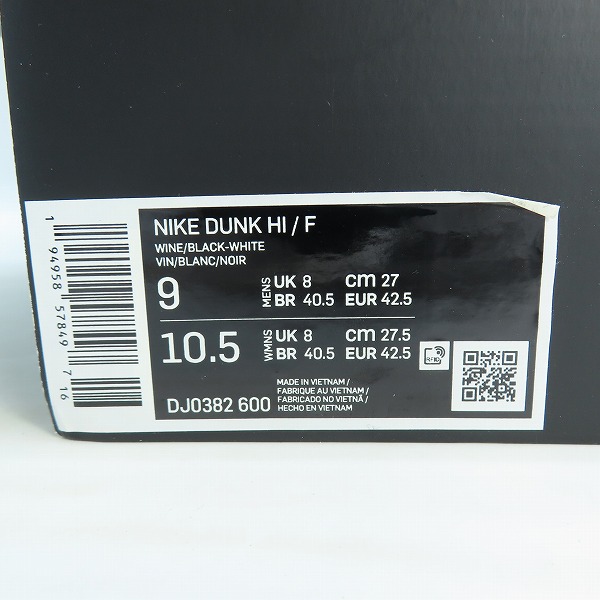 1 94958 57849 7 16
NIKE DUNK HI / F
WINE/BLACK-WHITE
VIN/BLANC/NOIR
9 MENS UK 8 cm 27
BR 40.5 EUR 42.5
10.5 WMNS UK 8 cm 27.5
BR 40.5 EUR 42.5
RFID
DJ0382 600
MADE IN VIETNAM /
FABRIQUE AU VIETNAM /
FABRICADO NO VIETNÃ /
HECHO EN VIETNAM